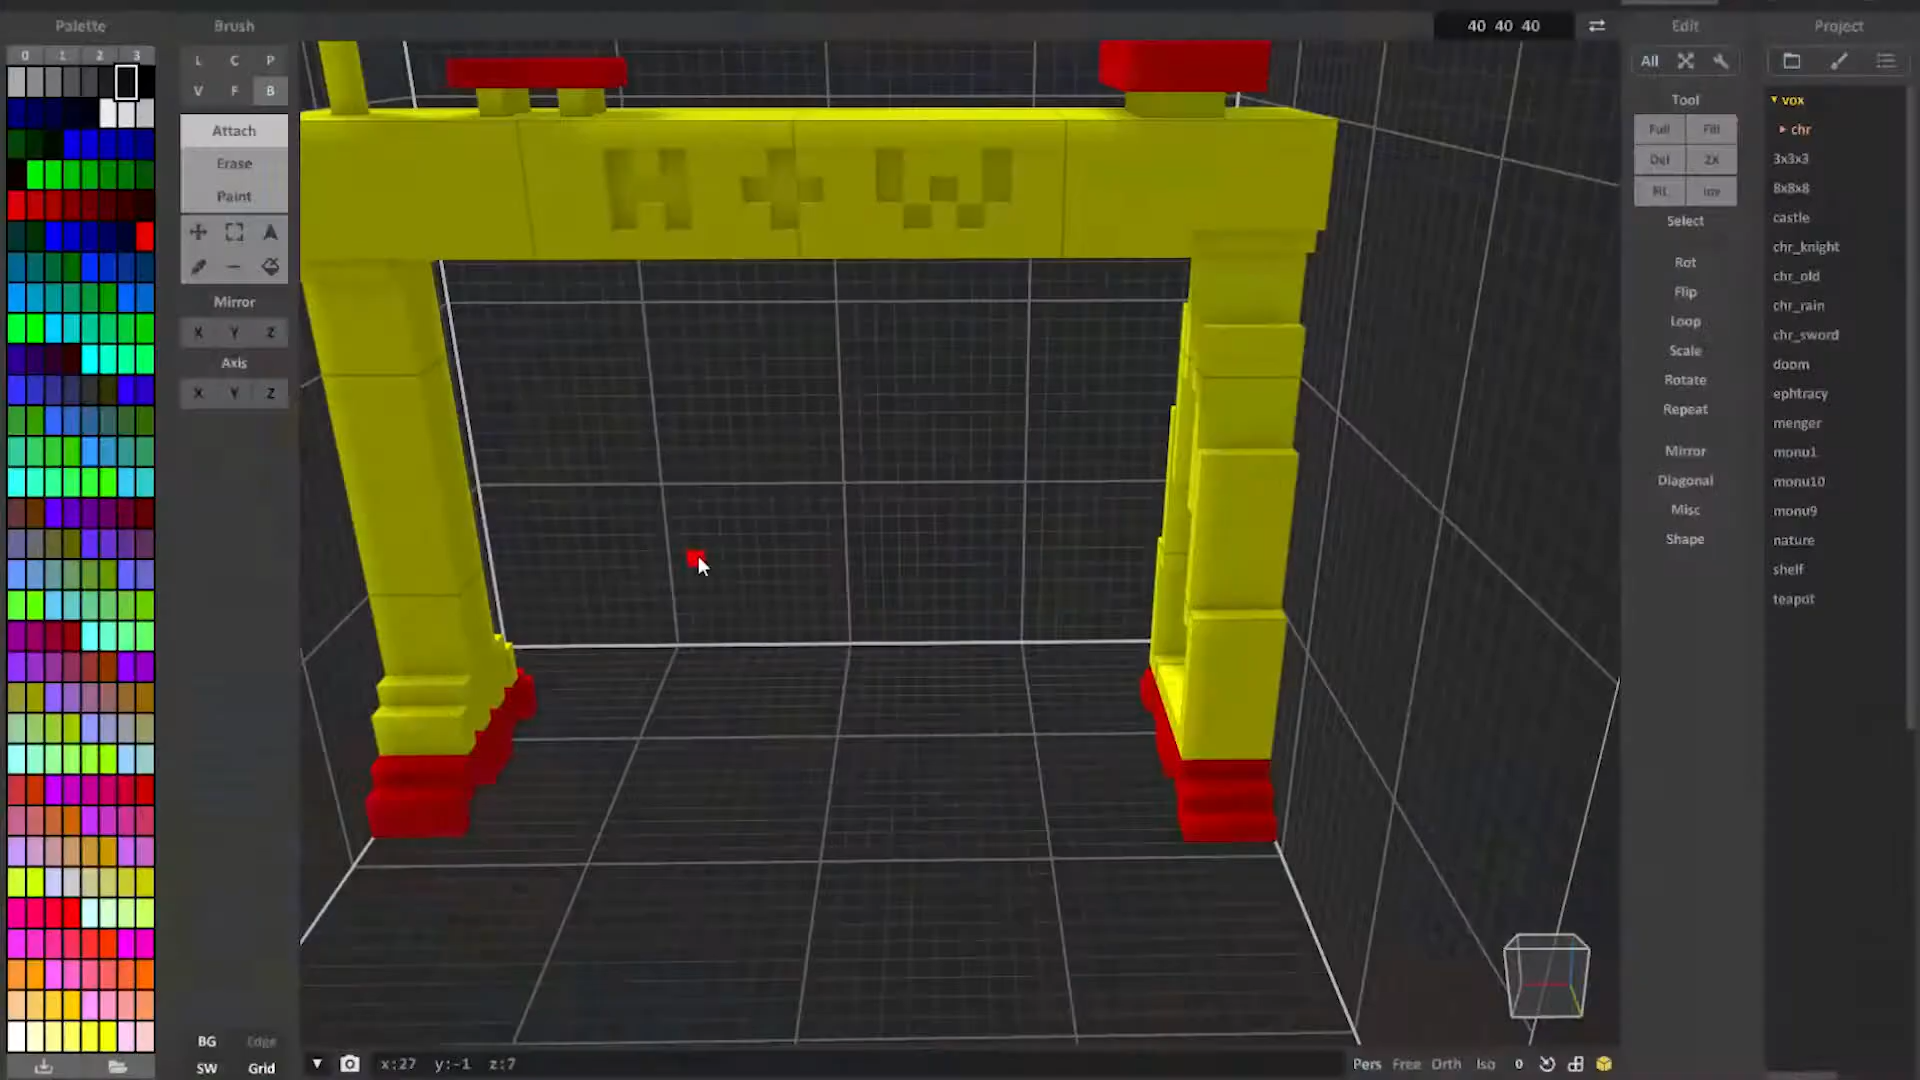 Palette
0 1 2 3
Brush
L C P
V F B
Attach
Erase
Paint
Mirror
X Y Z
Axis
X Y Z
BG Edge
SW Grid
H + W
40 40 40
x:27 y:-1 z:7
Pers Free Orth Iso 0
Edit
All
Tool
Full Fill
Del 2X
Fit Inv
Select
Rot
Flip
Loop
Scale
Rotate
Repeat
Mirror
Diagonal
Misc
Shape
Project
vox
chr
3x3x3
8x8x8
castle
chr_knight
chr_old
chr_rain
chr_sword
doom
ephtracy
menger
monu1
monu10
monu9
nature
shelf
teapot